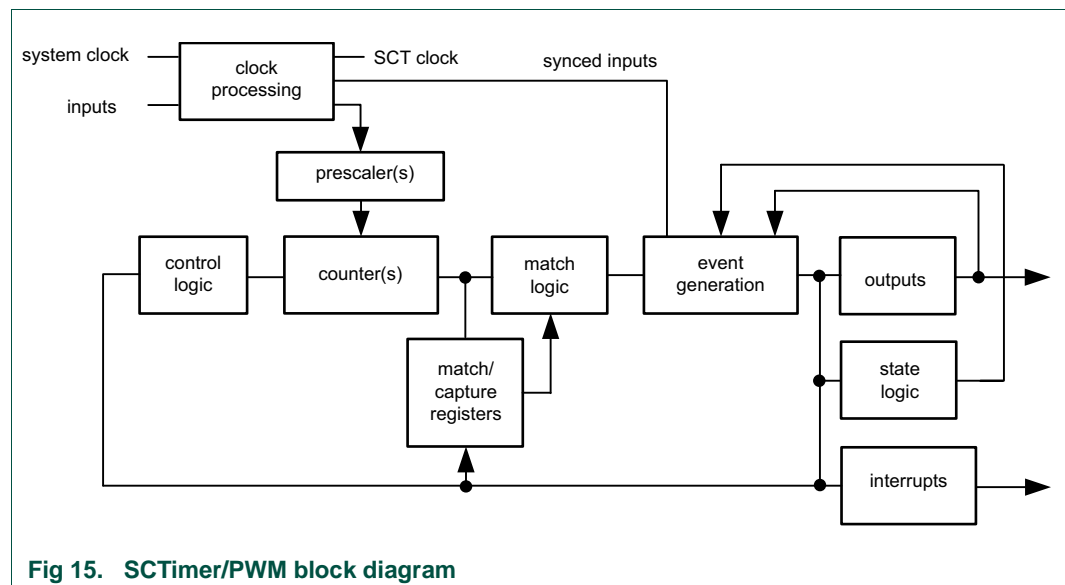 system clock
SCT clock
synced inputs
clock
processing
inputs
prescaler(s)
control
logic
counter(s)
match
logic
event
generation
outputs
match/
capture
registers
state
logic
interrupts
Fig 15. SCTimer/PWM block diagram